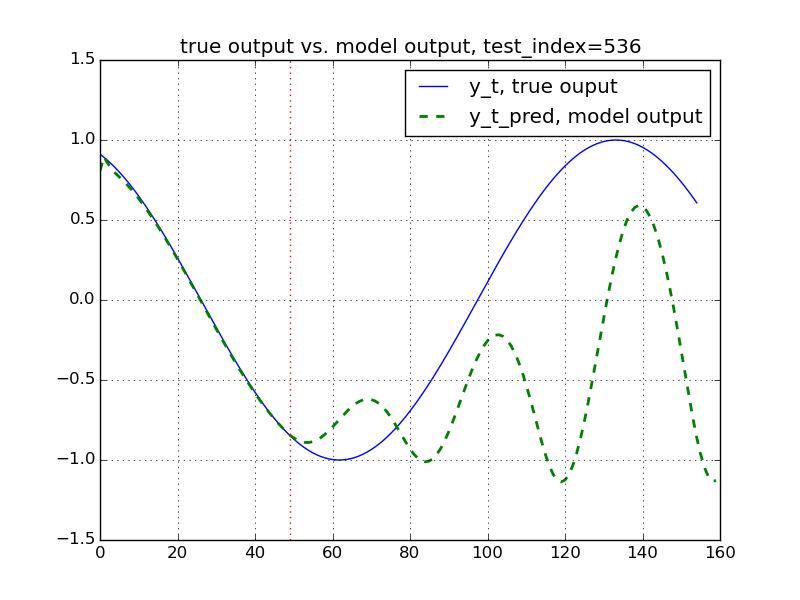 true output vs. model output, test_index=536
y_t, true ouput
y_t_pred, model output
1.5
1.0
0.5
0.0
−0.5
−1.0
−1.5
0 20 40 60 80 100 120 140 160